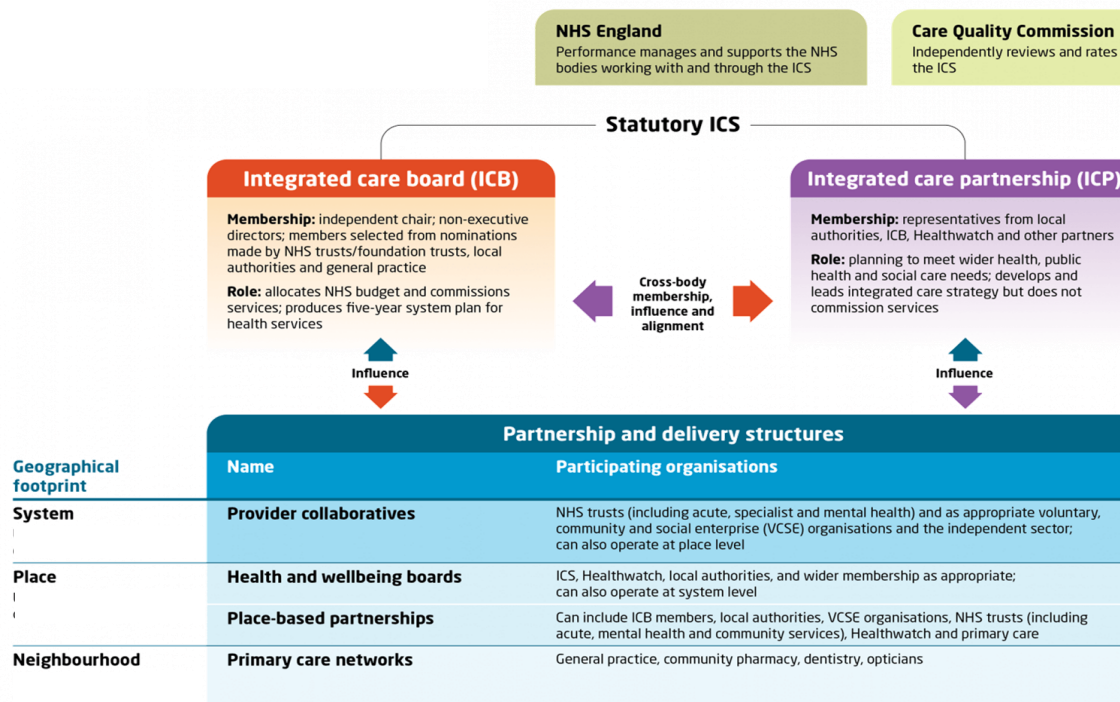 NHS England
Performance manages and supports the NHS
bodies working with and through the ICS
Care Quality Commission
Independently reviews and rates
the ICS
Statutory ICS
Integrated care board (ICB)
Membership: independent chair; non-executive
directors; members selected from nominations
made by NHS trusts/foundation trusts, local
authorities and general practice
Role: allocates NHS budget and commissions
services; produces five-year system plan for
health services
Cross-body
membership,
influence and
alignment
Integrated care partnership (ICP)
Membership: representatives from local
authorities, ICB, Healthwatch and other partners
Role: planning to meet wider health, public
health and social care needs; develops and
leads integrated care strategy but does not
commission services
Influence
Influence
Partnership and delivery structures
Geographical
footprint
Name
Participating organisations
System
Provider collaboratives
NHS trusts (including acute, specialist and mental health) and as appropriate voluntary,
community and social enterprise (VCSE) organisations and the independent sector;
can also operate at place level
Place
Health and wellbeing boards
ICS, Healthwatch, local authorities, and wider membership as appropriate;
can also operate at system level
Place-based partnerships
Can include ICB members, local authorities, VCSE organisations, NHS trusts (including
acute, mental health and community services), Healthwatch and primary care
Neighbourhood
Primary care networks
General practice, community pharmacy, dentistry, opticians